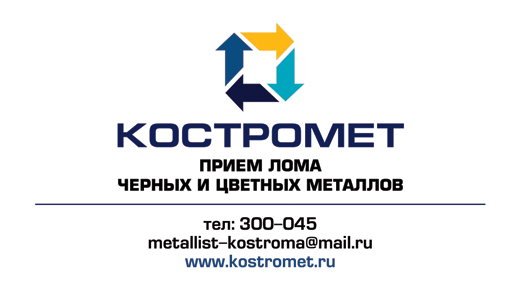 КОСТРОМЕТ
ПРИЕМ ЛОМА
ЧЕРНЫХ И ЦВЕТНЫХ МЕТАЛЛОВ
тел: 300-045
metallist-kostroma@mail.ru
www.kostromet.ru